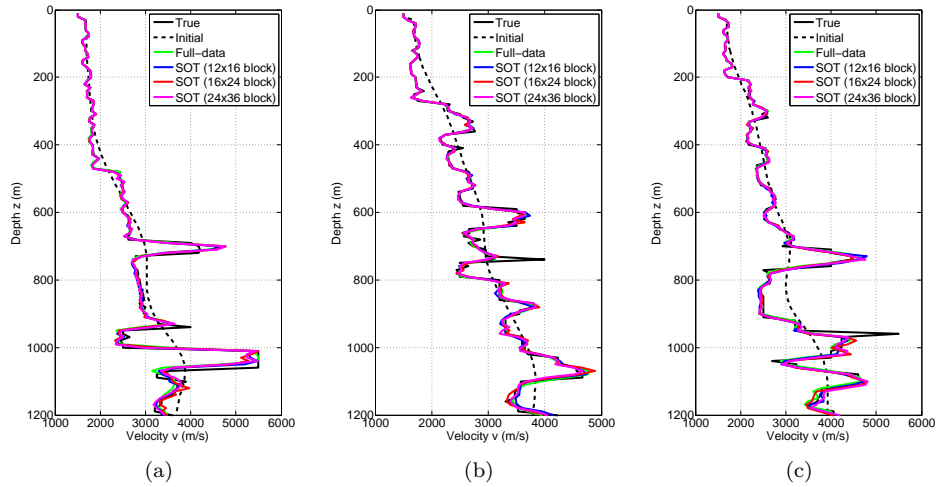 0
200
400
600
800
1000
1200
Depth z (m)
True
Initial
Full−data
SOT (12x16 block)
SOT (16x24 block)
SOT (24x36 block)
1000 2000 3000 4000 5000 6000
Velocity v (m/s)
(a)
0
200
400
600
800
1000
1200
Depth z (m)
True
Initial
Full−data
SOT (12x16 block)
SOT (16x24 block)
SOT (24x36 block)
1000 2000 3000 4000 5000
Velocity v (m/s)
(b)
0
200
400
600
800
1000
1200
Depth z (m)
True
Initial
Full−data
SOT (12x16 block)
SOT (16x24 block)
SOT (24x36 block)
1000 2000 3000 4000 5000 6000
Velocity v (m/s)
(c)